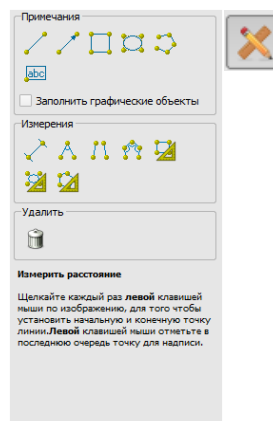 Примечания
abc
Заполнить графические объекты
Измерения
Удалить
Измерить расстояние
Щелкайте каждый раз левой клавишей
мыши по изображению, для того чтобы
установить начальную и конечную точку
линии.Левой клавишей мыши отметьте в
последнюю очередь точку для надписи.